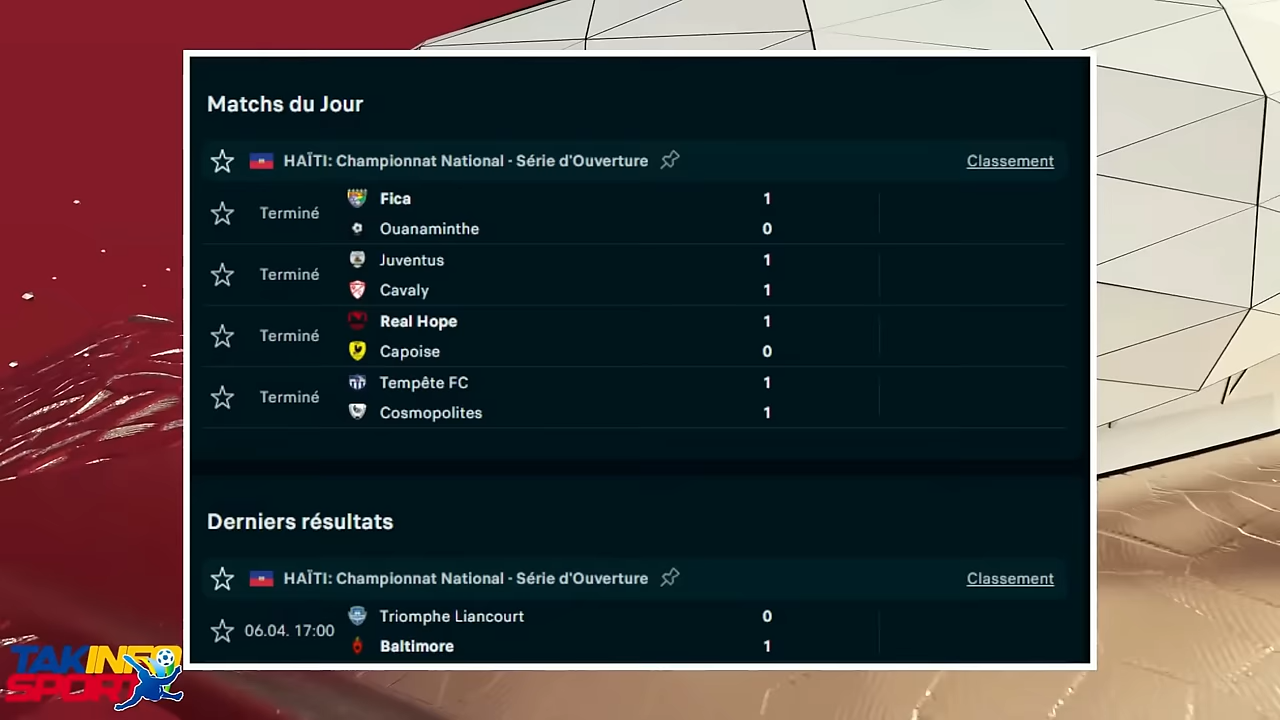 Matchs du Jour
HAÏTI: Championnat National - Série d'Ouverture Classement
Terminé
Fica 1
Ouanaminthe 0
Terminé
Juventus 1
Cavaly 1
Terminé
Real Hope 1
Capoise 0
Terminé
Tempête FC 1
Cosmopolites 1
Derniers résultats
HAÏTI: Championnat National - Série d'Ouverture Classement
06.04. 17:00
Triomphe Liancourt 0
Baltimore 1
TAKINFO
SPORT